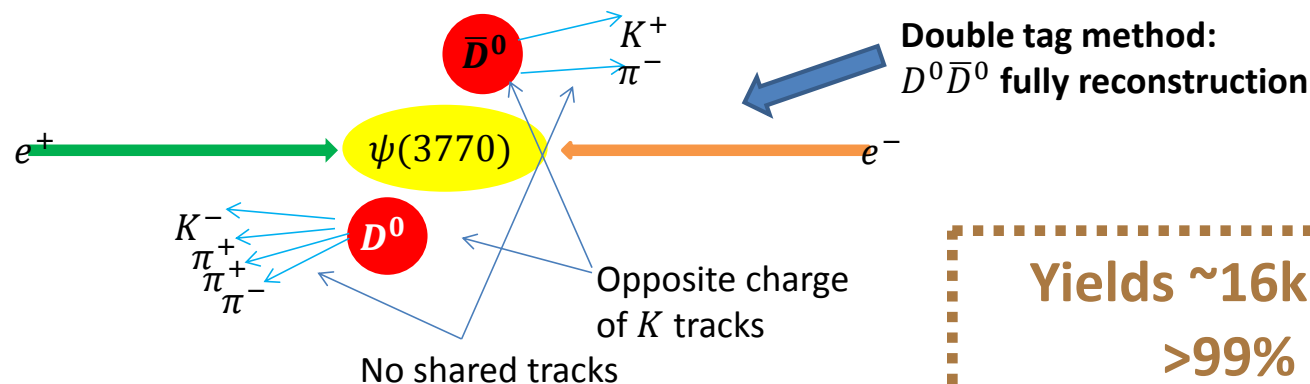 D̅⁰
K⁺
π⁻
Double tag method:
D⁰D̅⁰ fully reconstruction
e⁺
ψ(3770)
e⁻
K⁻
π⁺
π⁺
π⁻
D⁰
Opposite charge
of K tracks
No shared tracks
Yields ~16k
>99%